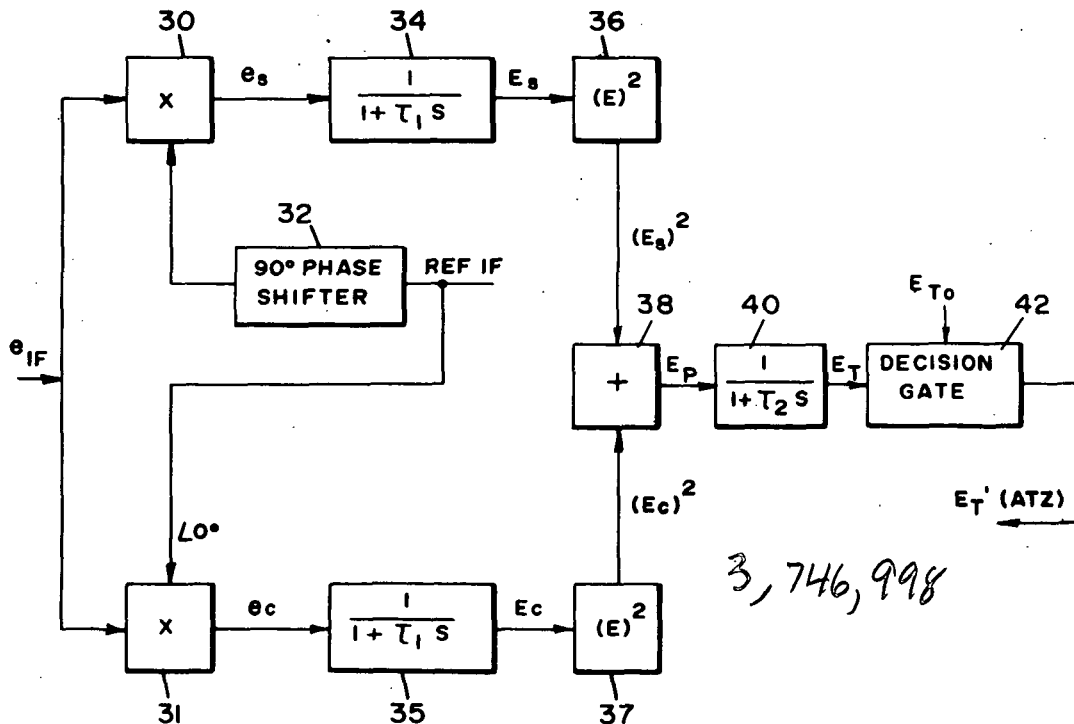 30
34
36
X
e_s
1
1 + τ_1 S
E_s
(E)^2
32
90° PHASE
SHIFTER
REF IF
(E_s)^2
E_To
e_IF
38
40
42
+
E_P
1
1 + τ_2 S
E_T
DECISION
GATE
(Ec)^2
E_T' (ATZ)
∠0°
3,746,998
X
ec
1
1 + τ_1 S
Ec
(E)^2
31
35
37